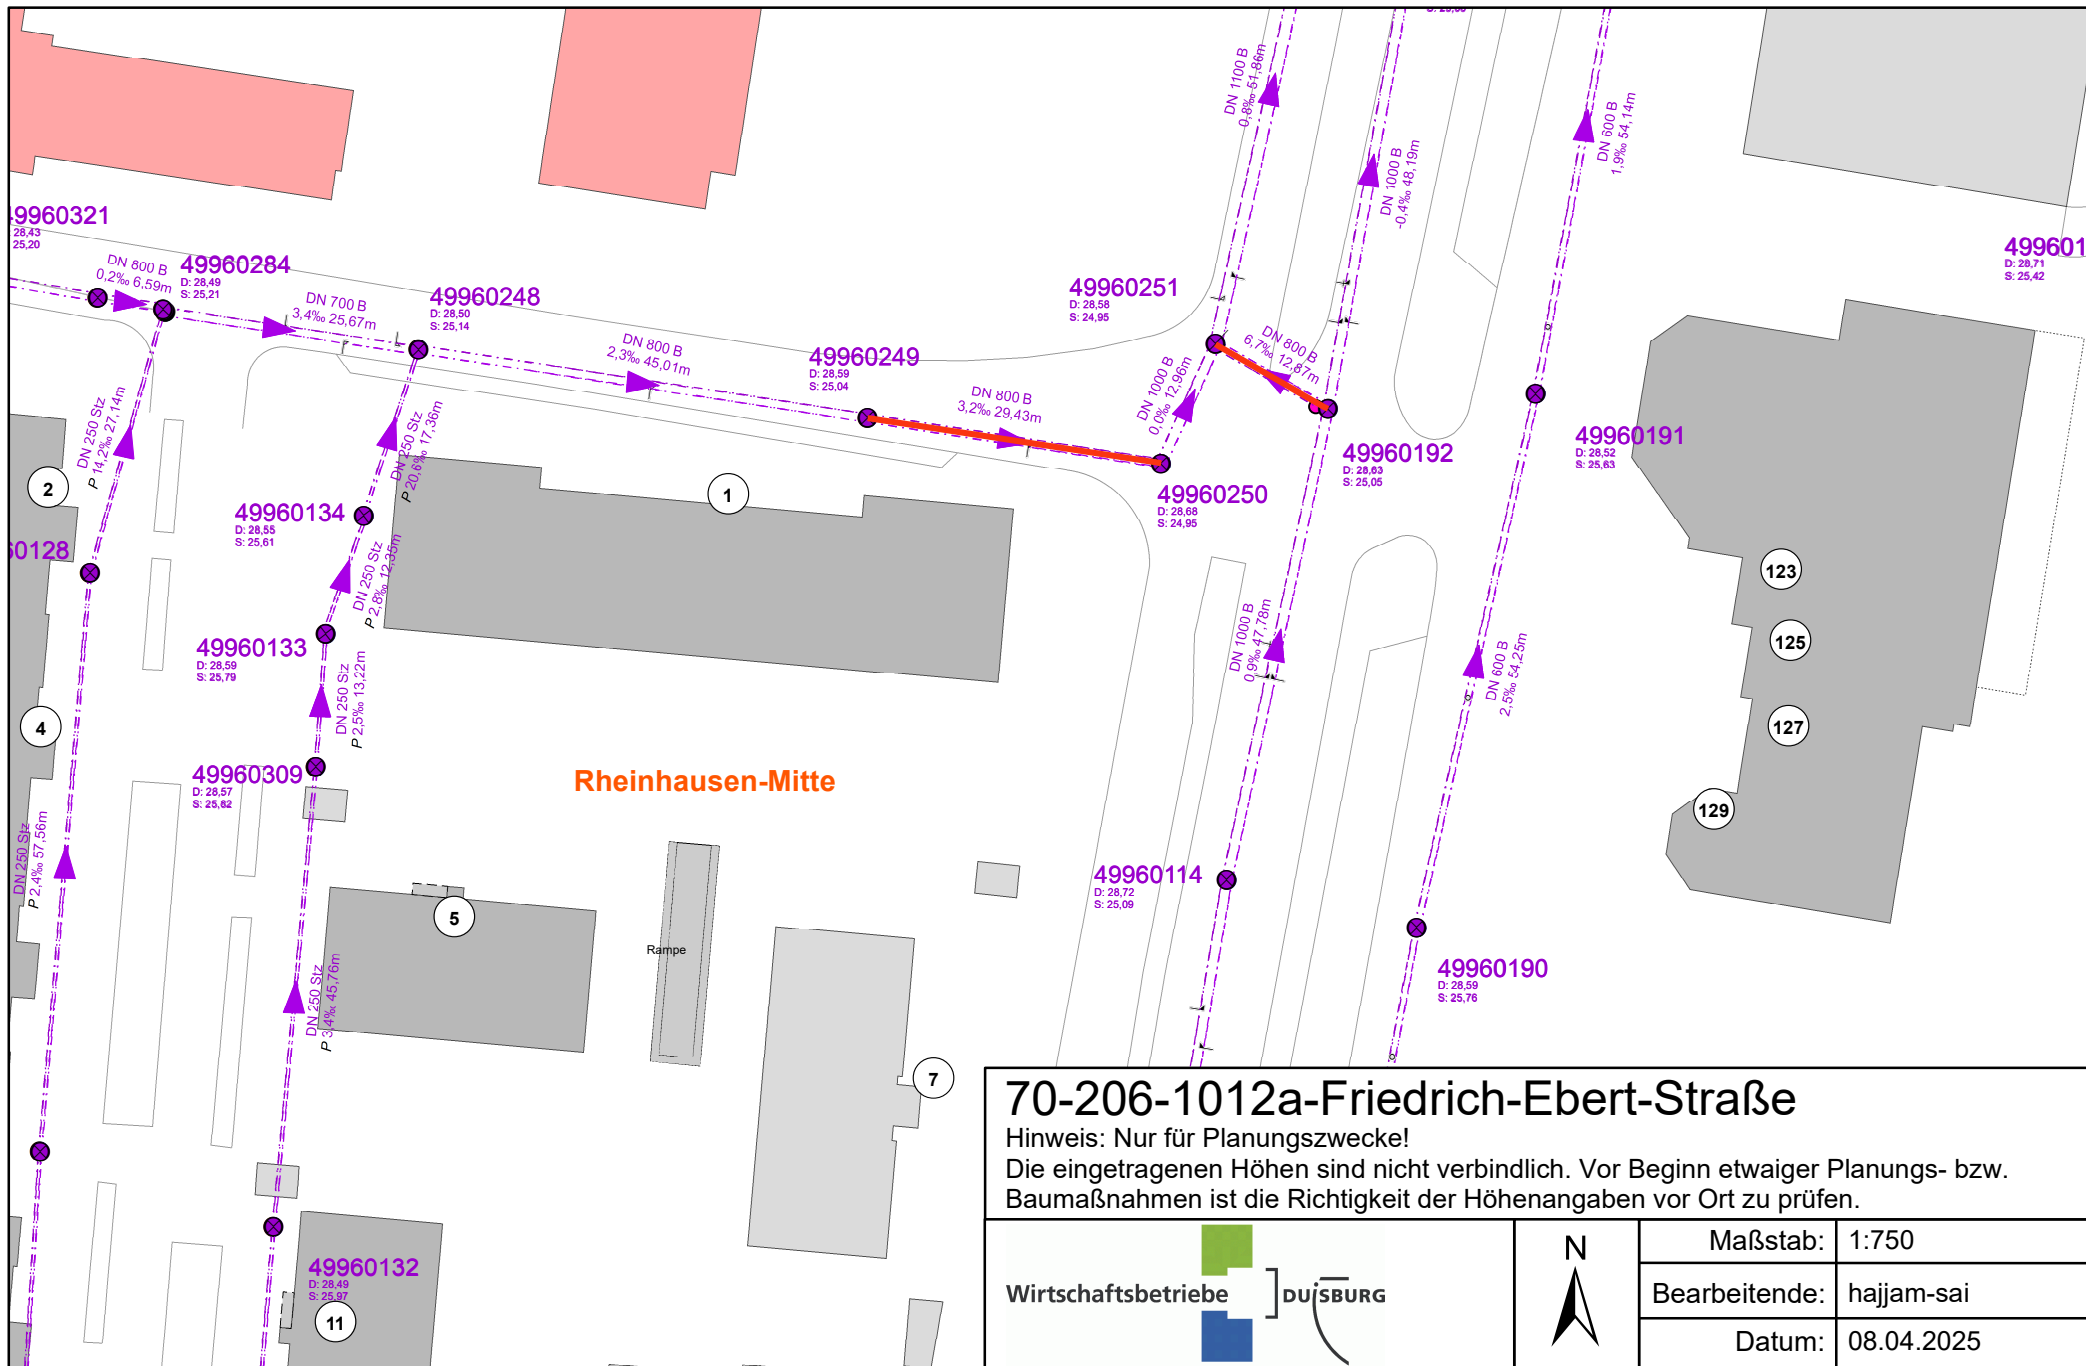 DN 1100 B
0,8‰ 51,86m
DN 1000 B
-0,4‰ 48,19m
DN 600 B
1,9‰ 54,14m
49960321
28,43
25,20
DN 800 B
0,2‰ 6,59m
49960284
D: 28,49
S: 25,21
DN 700 B
3,4‰ 25,67m
49960248
D: 28,50
S: 25,14
DN 800 B
2,3‰ 45,01m
49960249
D: 28,59
S: 25,04
DN 800 B
3,2‰ 29,43m
49960251
D: 28,58
S: 24,95
DN 800 B
6,7‰ 12,87m
DN 1000 B
0,0‰ 12,96m
499601
D: 28,71
S: 25,42
49960192
D: 28,63
S: 25,05
49960191
D: 28,52
S: 25,63
49960250
D: 28,68
S: 24,95
DN 250 Stz
P 14,2‰ 27,14m
DN 250 Stz
P 20,6‰ 17,36m
2
1
49960134
D: 28,55
S: 25,61
60128
DN 250 Stz
P 2,8‰ 12,35m
123
125
127
129
49960133
D: 28,59
S: 25,79
DN 250 Stz
P 2,5‰ 13,22m
DN 1000 B
0,9‰ 47,78m
DN 600 B
2,5‰ 54,25m
4
49960309
D: 28,57
S: 25,82
Rheinhausen-Mitte
DN 250 Stz
P 2,4‰ 57,56m
49960114
D: 28,72
S: 25,09
5
Rampe
DN 250 Stz
P 3,4‰ 45,76m
49960190
D: 28,59
S: 25,76
7
49960132
D: 28,49
S: 25,97
11
70-206-1012a-Friedrich-Ebert-Straße
Hinweis: Nur für Planungszwecke!
Die eingetragenen Höhen sind nicht verbindlich. Vor Beginn etwaiger Planungs- bzw.
Baumaßnahmen ist die Richtigkeit der Höhenangaben vor Ort zu prüfen.
Wirtschaftsbetriebe DUISBURG
N
Maßstab: 1:750
Bearbeitende: hajjam-sai
Datum: 08.04.2025